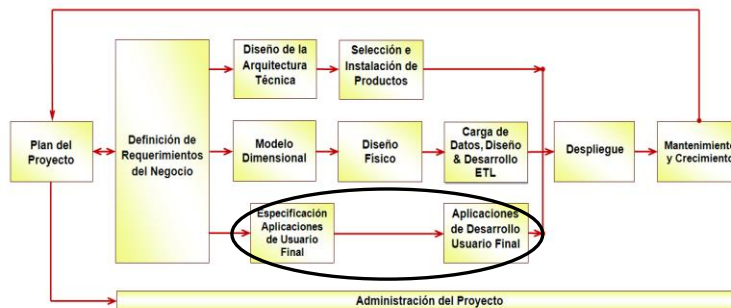 Diseño de la
Arquitectura
Técnica
Selección e
Instalación de
Productos
Plan del
Proyecto
Definición de
Requerimientos
del Negocio
Modelo
Dimensional
Diseño
Físico
Carga de
Datos, Diseño
& Desarrollo
ETL
Despliegue
Mantenimiento
y Crecimiento
Especificación
Aplicaciones
de Usuario
Final
Aplicaciones
de Desarrollo
Usuario Final
Administración del Proyecto